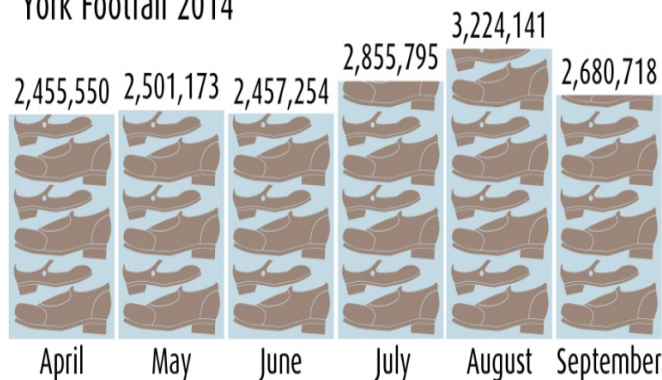 York Footfall 2014
3,224,141
2,855,795
2,680,718
2,455,550 2,501,173 2,457,254
April May June July August September